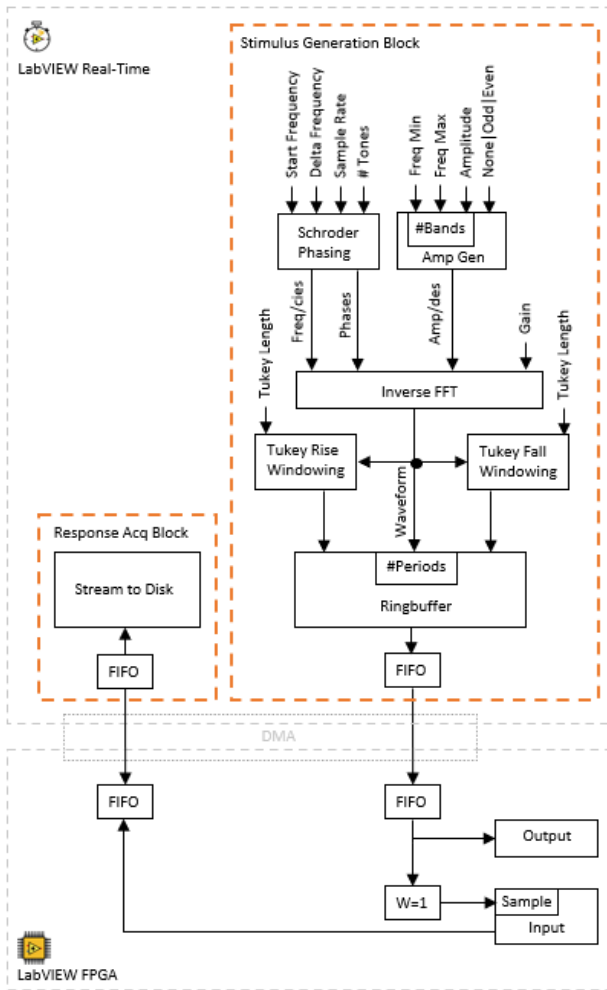 LabVIEW Real-Time
Stimulus Generation Block
Start Frequency
Delta Frequency
Sample Rate
# Tones
Freq Min
Freq Max
Amplitude
None|Odd|Even
Schroder
Phasing
#Bands
Amp Gen
Freq/cies
Phases
Amp/des
Gain
Tukey Length
Tukey Length
Inverse FFT
Tukey Rise
Windowing
Tukey Fall
Windowing
Waveform
#Periods
Ringbuffer
FIFO
Response Acq Block
Stream to Disk
FIFO
DMA
FIFO
FIFO
Output
W=1
Sample
Input
LabVIEW FPGA